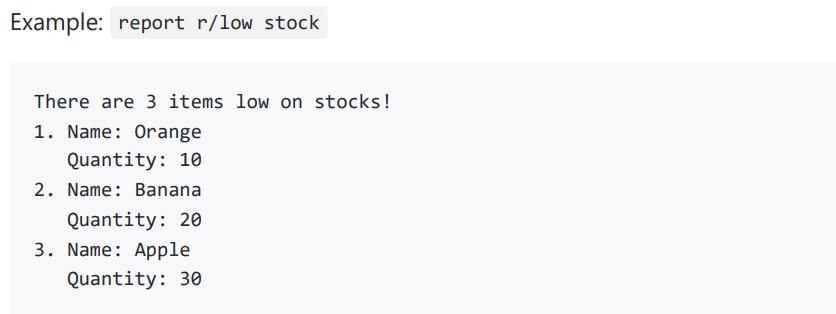 Example: report r/low stock
There are 3 items low on stocks!
1. Name: Orange
   Quantity: 10
2. Name: Banana
   Quantity: 20
3. Name: Apple
   Quantity: 30